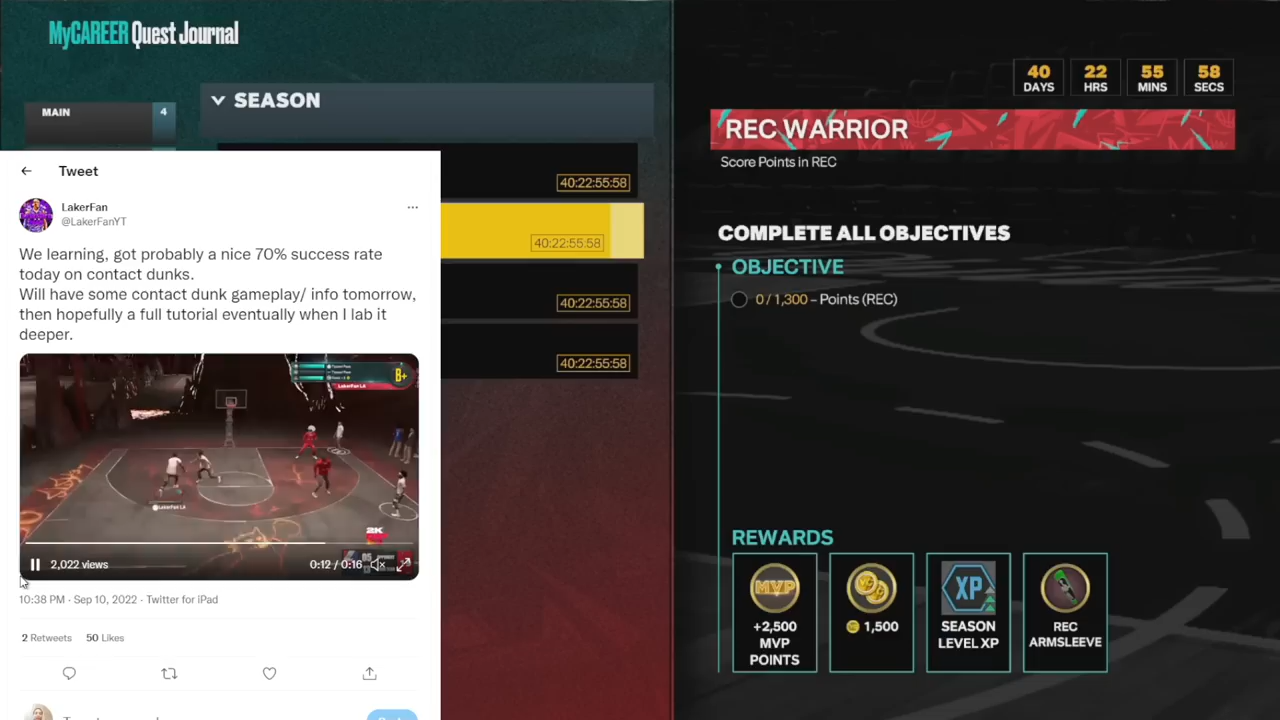 MyCAREER Quest Journal
MAIN 4
SEASON
40:22:55:58
40:22:55:58
40:22:55:58
40:22:55:58
40 DAYS 22 HRS 55 MINS 58 SECS
REC WARRIOR
Score Points in REC
COMPLETE ALL OBJECTIVES
OBJECTIVE
0 / 1,300 – Points (REC)
REWARDS
MVP
+2,500
MVP
POINTS
1,500
XP
SEASON
LEVEL XP
REC
ARMSLEEVE
Tweet
LakerFan
@LakerFanYT
We learning, got probably a nice 70% success rate
today on contact dunks.
Will have some contact dunk gameplay/ info tomorrow,
then hopefully a full tutorial eventually when I lab it
deeper.
B+
LakerFan LA
LakerFan LA
2K
2,022 views
0:12 / 0:16
10:38 PM · Sep 10, 2022 · Twitter for iPad
2 Retweets 50 Likes